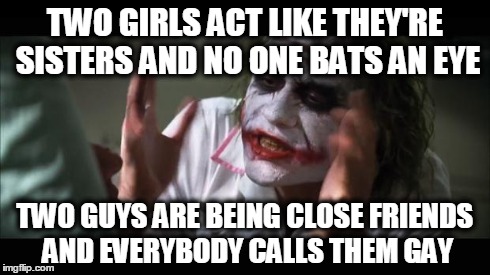 TWO GIRLS ACT LIKE THEY'RE
SISTERS AND NO ONE BATS AN EYE
TWO GUYS ARE BEING CLOSE FRIENDS
AND EVERYBODY CALLS THEM GAY
imgflip.com